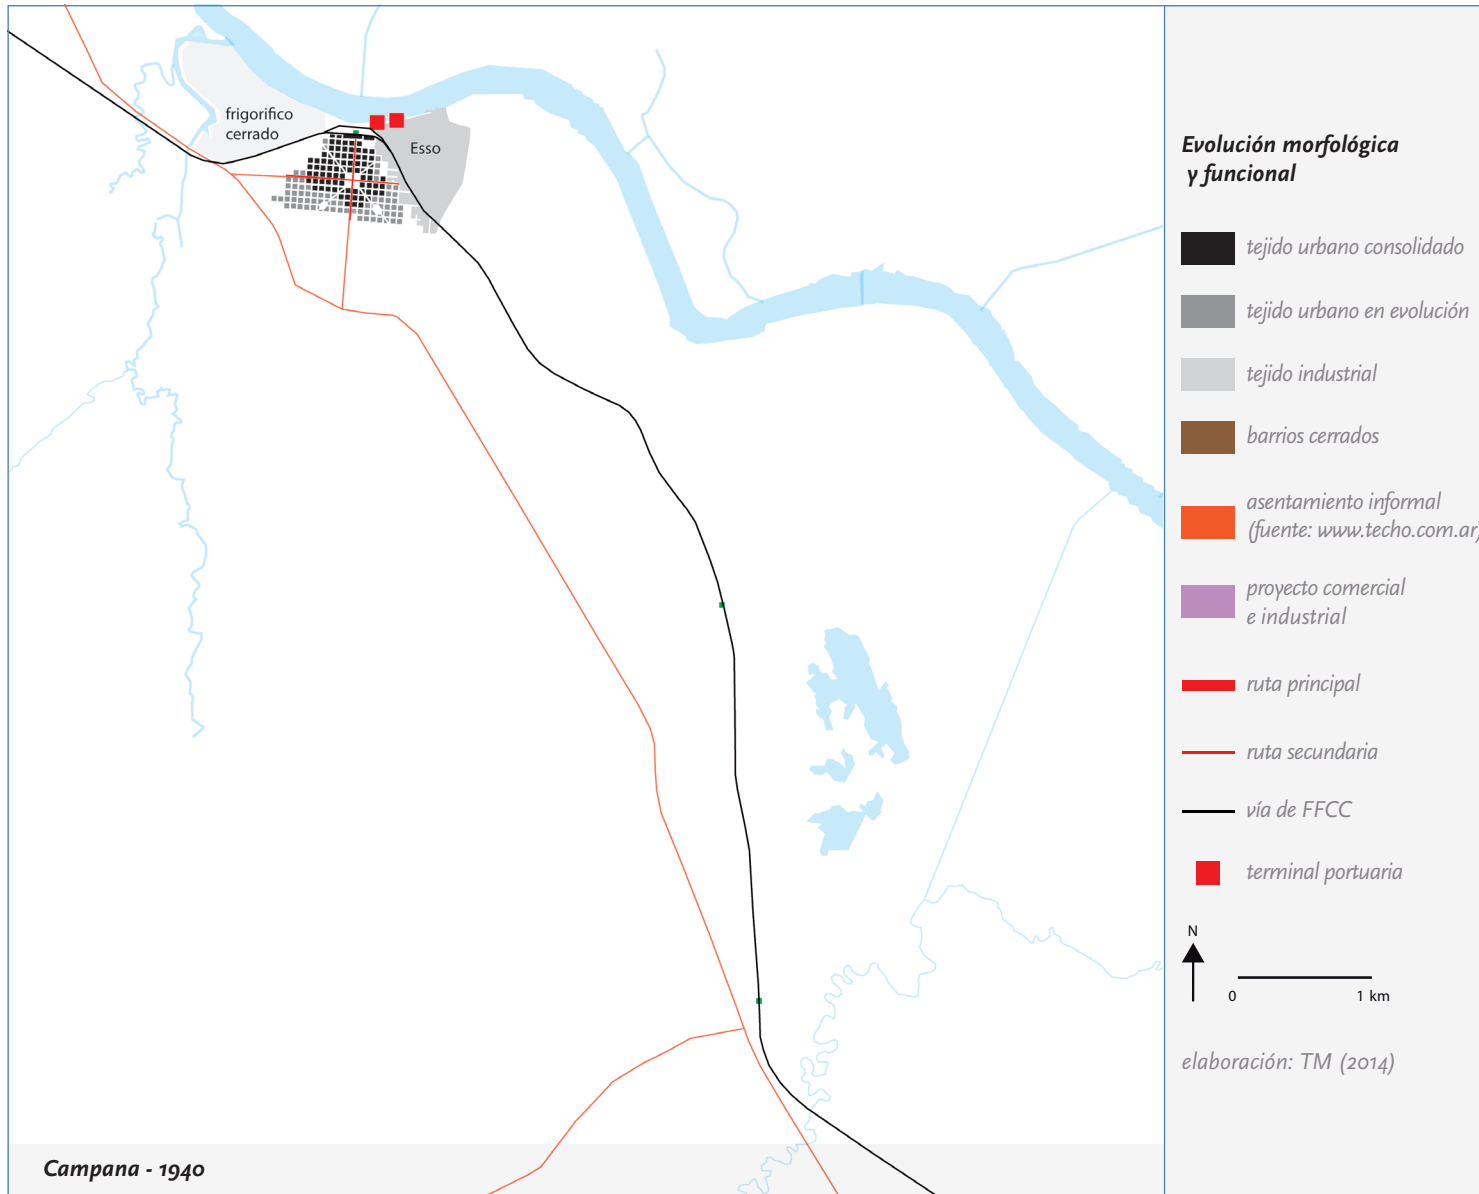 frigorifico
cerrado
Esso
Campana - 1940
Evolución morfológica
y funcional
tejido urbano consolidado
tejido urbano en evolución
tejido industrial
barrios cerrados
asentamiento informal
(fuente: www.techo.com.ar)
proyecto comercial
e industrial
ruta principal
ruta secundaria
vía de FFCC
terminal portuaria
N
0 1 km
elaboración: TM (2014)